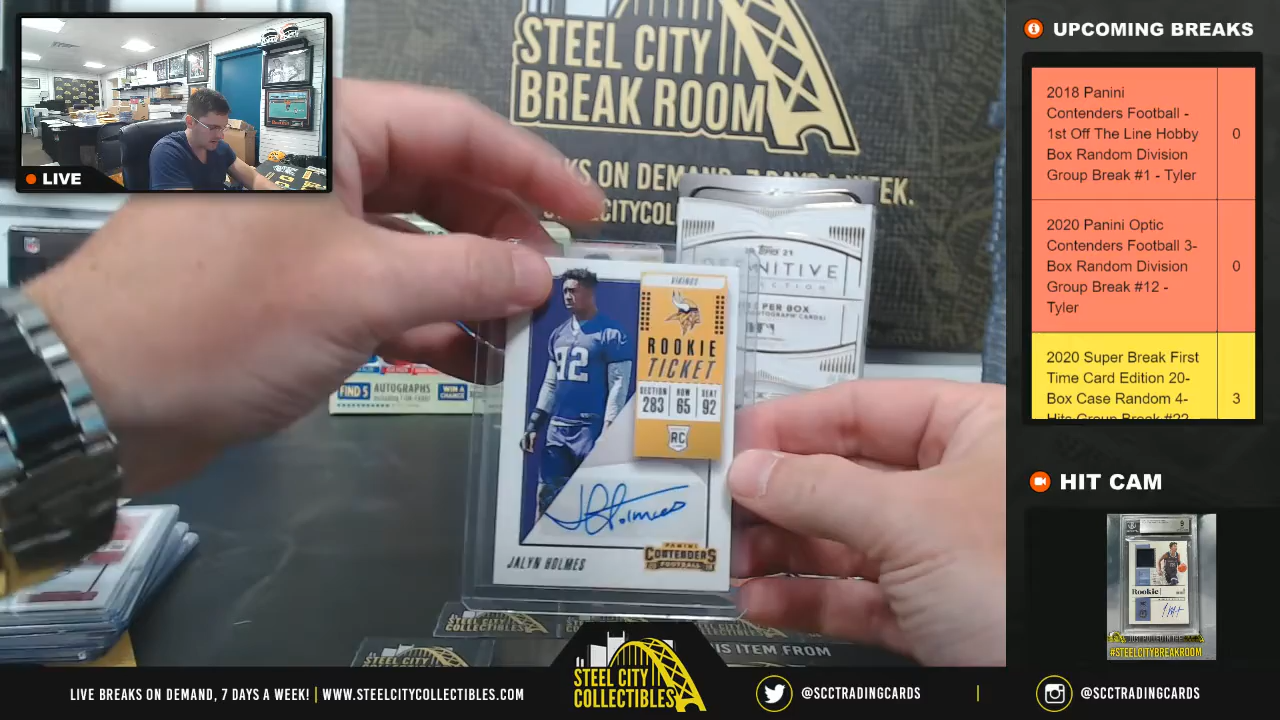 LIVE
STEEL CITY
BREAK ROOM
KS ON DEMAND, 7 DAYS A WEEK.
TOPPS 21
DEFINITIVE
PER BOX
FIND 5 AUTOGRAPHS WIN A CHANCE
VIKINGS
ROOKIE
TICKET
SECTION ROW SEAT
283 65 92
RC
92
JALYN HOLMES
PANINI
CONTENDERS
FOOTBALL
STEEL CITY
COLLECTIBLES
THIS ITEM FROM
UPCOMING BREAKS
2018 Panini
Contenders Football -
1st Off The Line Hobby
Box Random Division
Group Break #1 - Tyler
0
2020 Panini Optic
Contenders Football 3-
Box Random Division
Group Break #12 -
Tyler
0
2020 Super Break First
Time Card Edition 20-
Box Case Random 4-
Hits Group Break #22
3
HIT CAM
9
Rookie
#STEELCITYBREAKROOM
LIVE BREAKS ON DEMAND, 7 DAYS A WEEK! | WWW.STEELCITYCOLLECTIBLES.COM
STEEL CITY
COLLECTIBLES
@SCCTRADINGCARDS | @SCCTRADINGCARDS